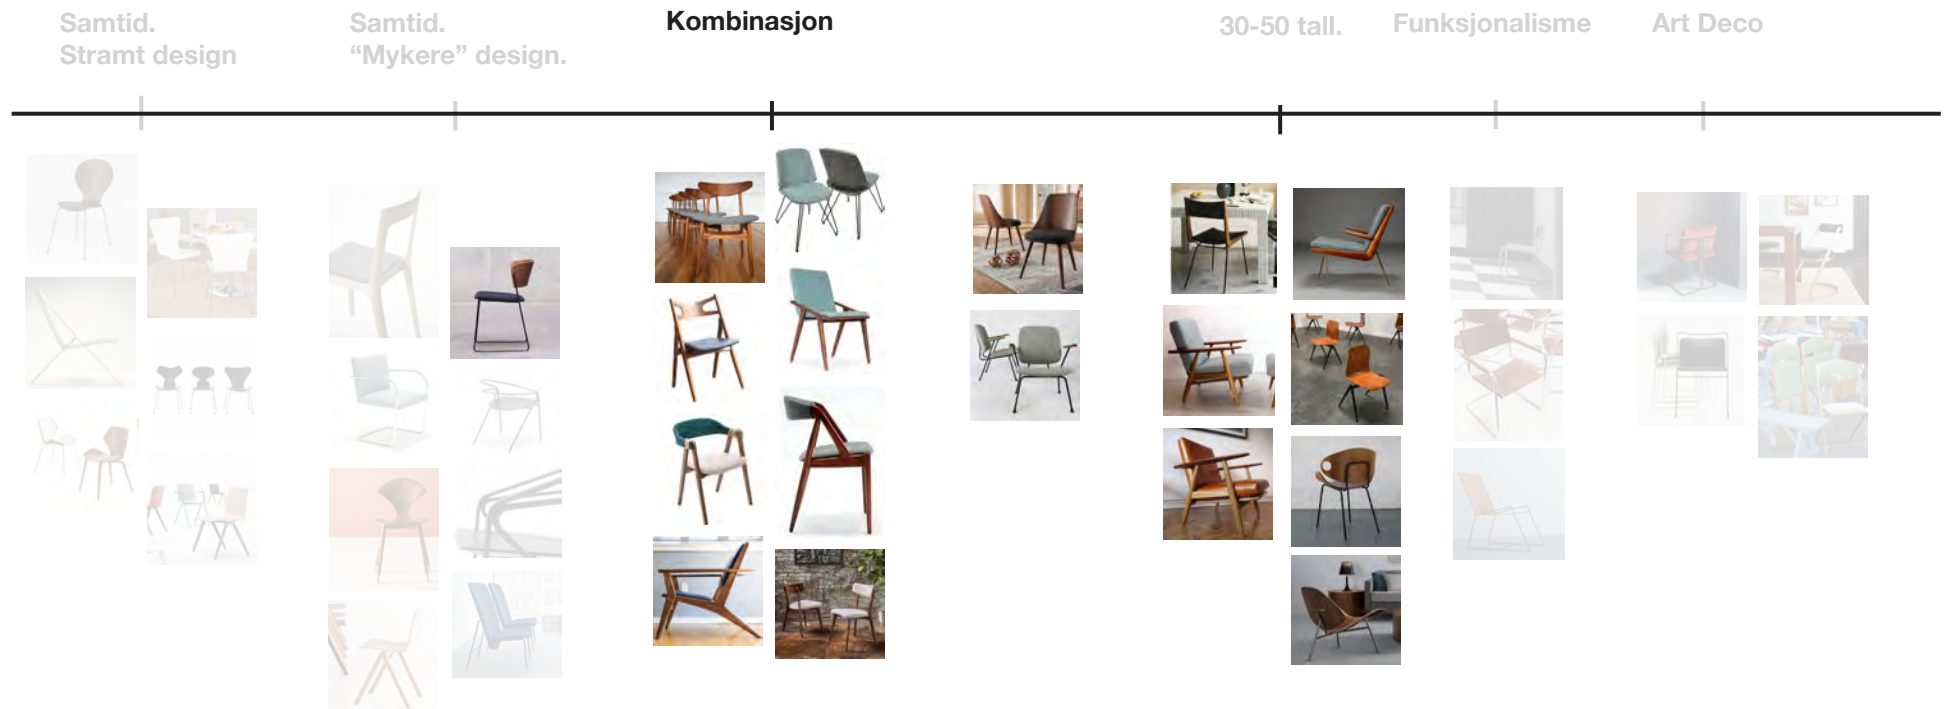 Samtid.
Stramt design
Samtid.
“Mykere” design.
Kombinasjon
30-50 tall.
Funksjonalisme
Art Deco